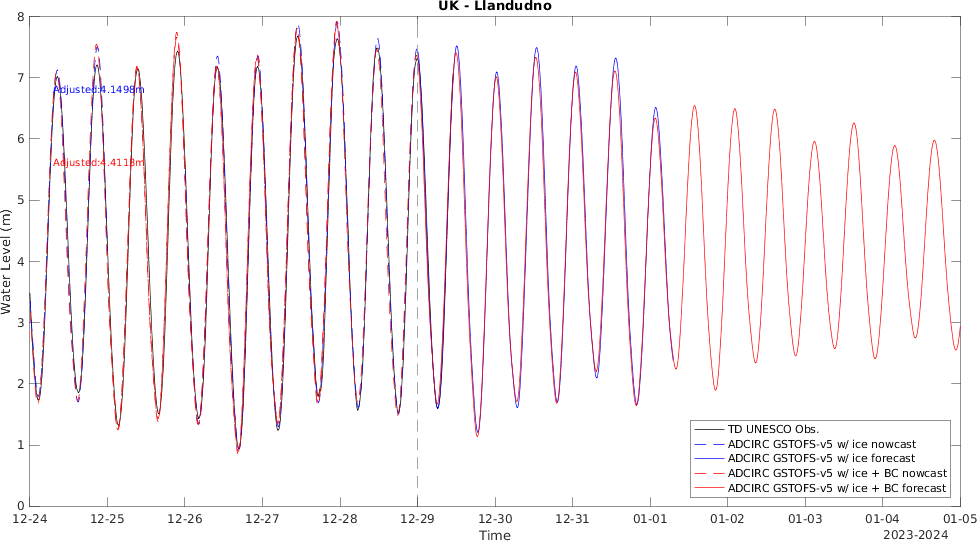 UK - Llandudno
8
7
6
5
4
3
2
1
0
Water Level (m)
Adjusted:4.1498m
Adjusted:4.4113m
TD UNESCO Obs.
ADCIRC GSTOFS-v5 w/ ice nowcast
ADCIRC GSTOFS-v5 w/ ice forecast
ADCIRC GSTOFS-v5 w/ ice + BC nowcast
ADCIRC GSTOFS-v5 w/ ice + BC forecast
12-24 12-25 12-26 12-27 12-28 12-29 12-30 12-31 01-01 01-02 01-03 01-04 01-05
Time
2023-2024